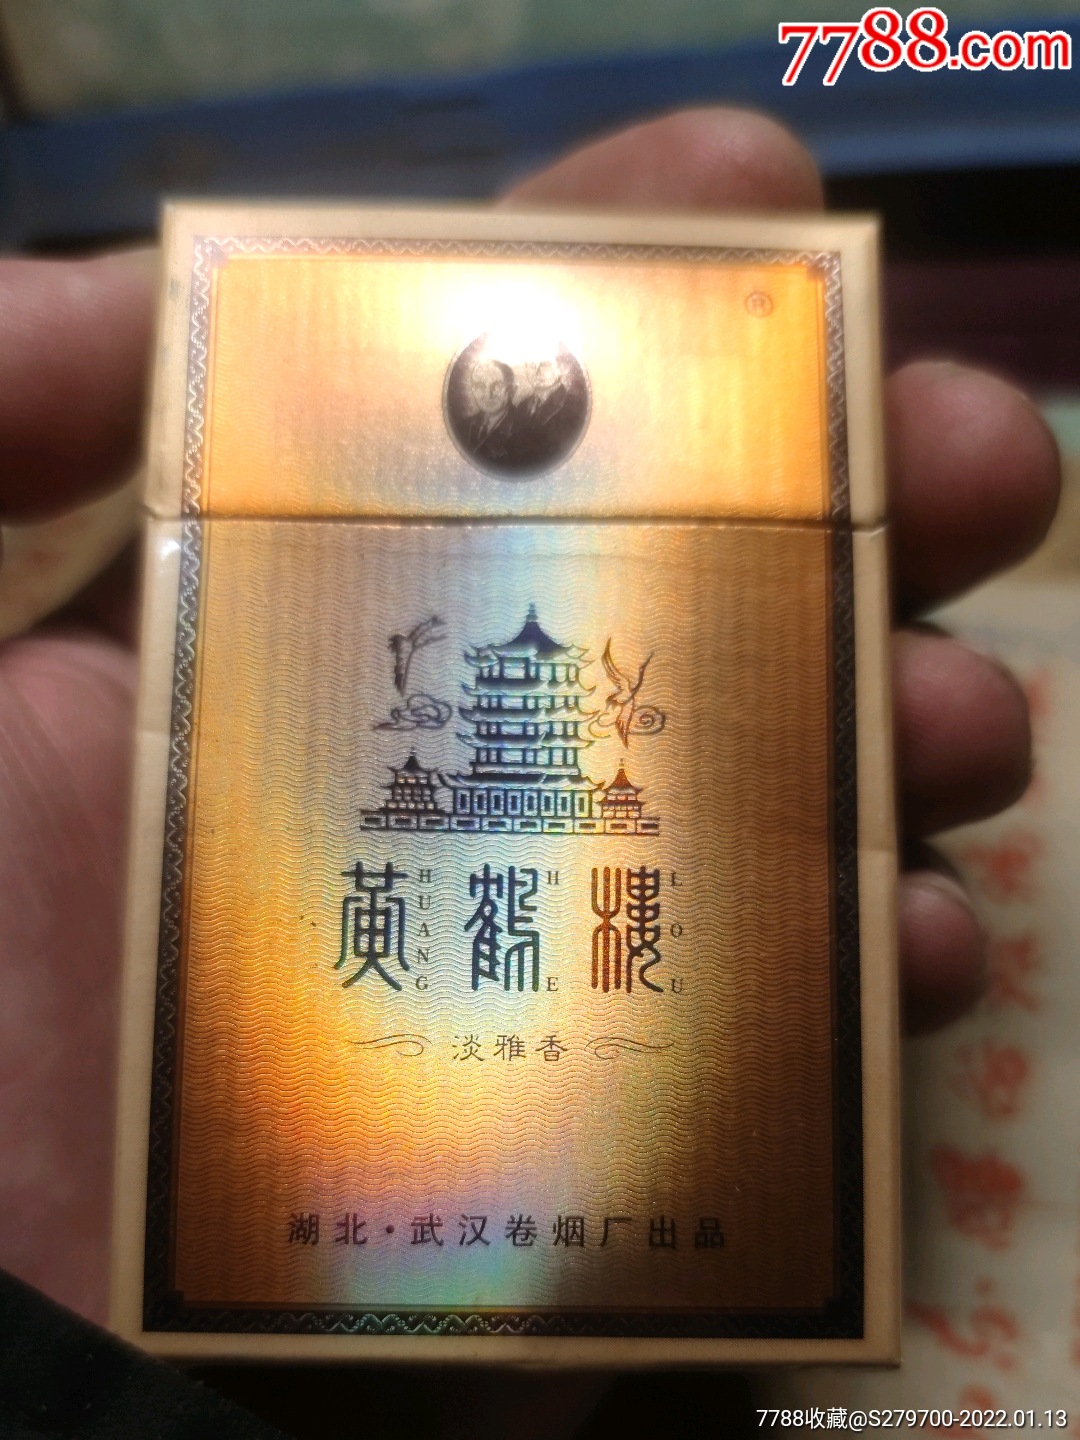 7788.com
®
黄鹤楼
HUANG HE LOU
淡雅香
湖北·武汉卷烟厂出品
7788收藏@S279700-2022.01.13